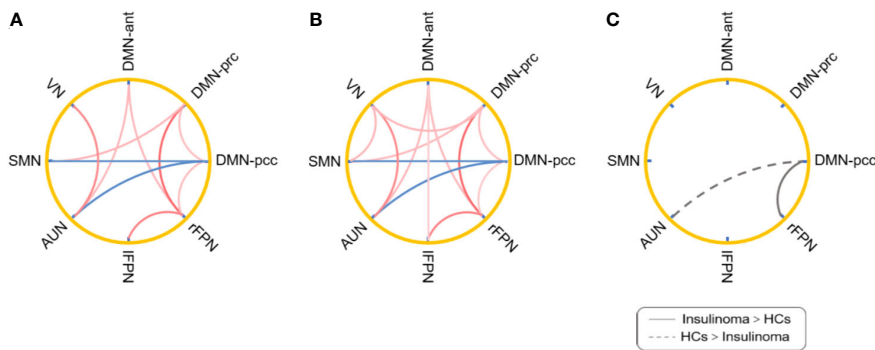 A
DMN-ant
DMN-prc
DMN-pcc
rFPN
lFPN
AUN
SMN
VN
B
DMN-ant
DMN-prc
DMN-pcc
rFPN
lFPN
AUN
SMN
VN
C
DMN-ant
DMN-prc
DMN-pcc
rFPN
lFPN
AUN
SMN
VN
Insulinoma > HCs
HCs > Insulinoma